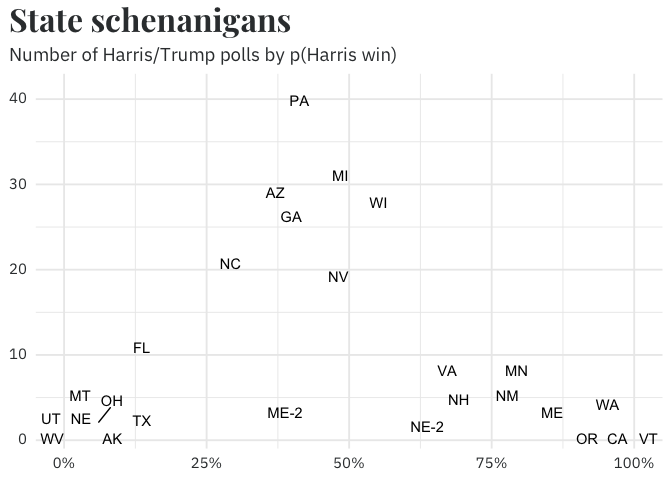 State schenanigans
Number of Harris/Trump polls by p(Harris win)
40
PA
MI
30
AZ
WI
GA
20
NC
NV
10
FL
VA
MN
MT
OH
NH
NM
WA
UT
NE
TX
ME-2
NE-2
ME
0
WV
AK
OR
CA
VT
0%
25%
50%
75%
100%